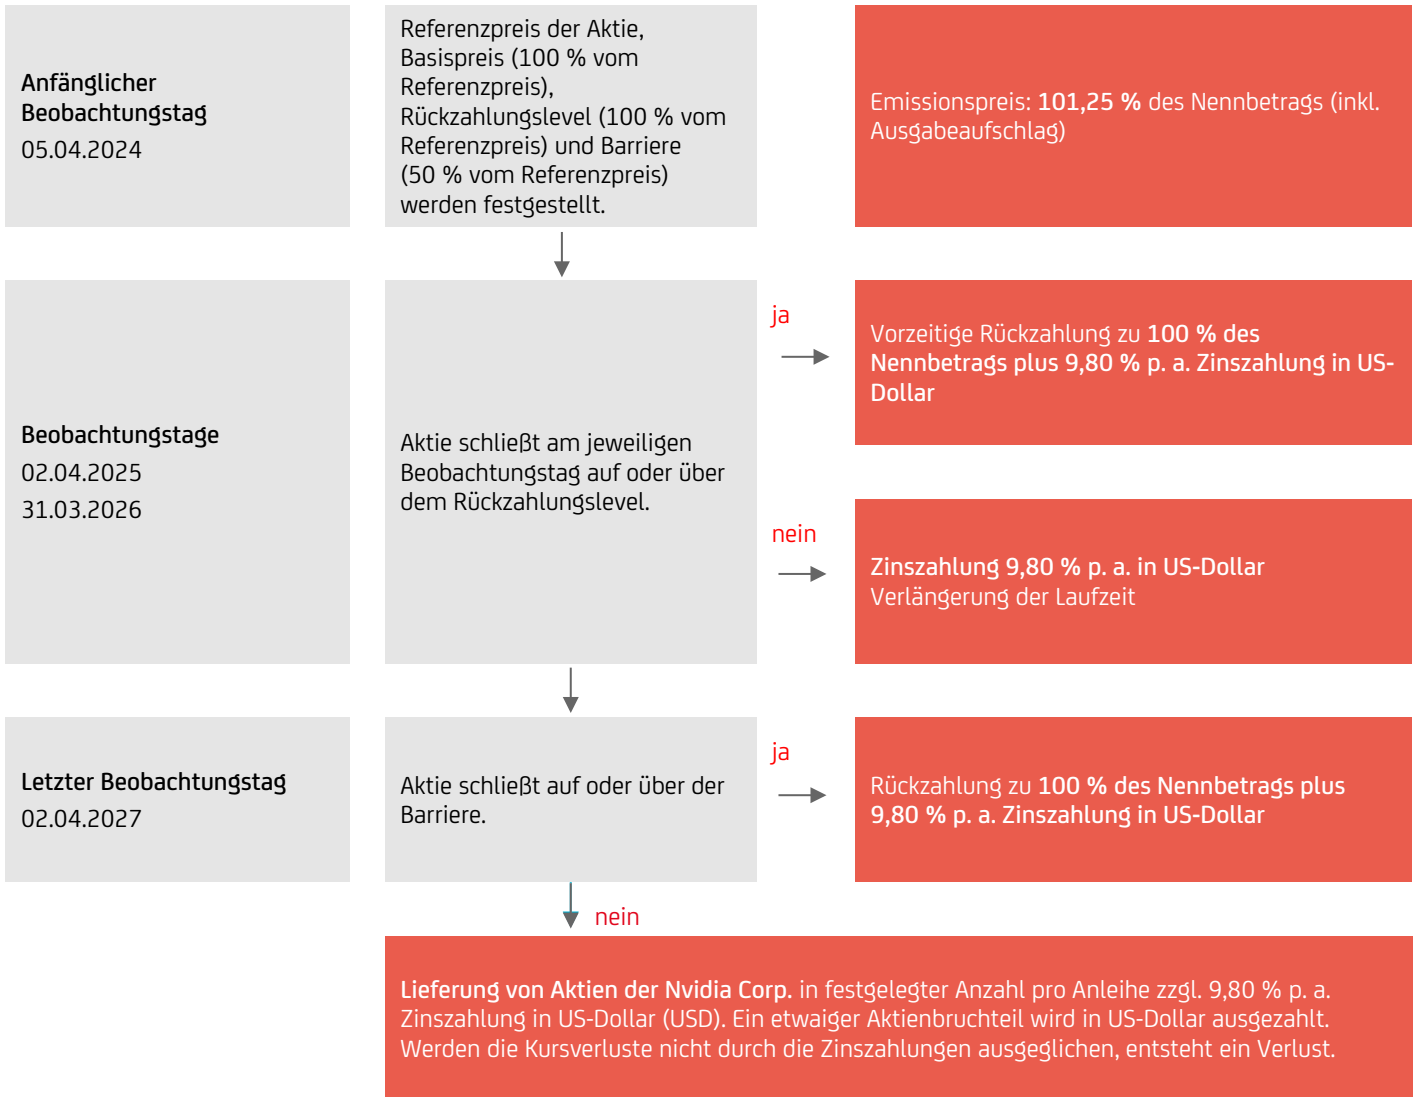 Anfänglicher
Beobachtungstag
05.04.2024
Referenzpreis der Aktie,
Basispreis (100 % vom
Referenzpreis),
Rückzahlungslevel (100 % vom
Referenzpreis) und Barriere
(50 % vom Referenzpreis)
werden festgestellt.
Emissionspreis: 101,25 % des Nennbetrags (inkl.
Ausgabeaufschlag)
Beobachtungstage
02.04.2025
31.03.2026
Aktie schließt am jeweiligen
Beobachtungstag auf oder über
dem Rückzahlungslevel.
ja
Vorzeitige Rückzahlung zu 100 % des
Nennbetrags plus 9,80 % p. a. Zinszahlung in US-
Dollar
nein
Zinszahlung 9,80 % p. a. in US-Dollar
Verlängerung der Laufzeit
Letzter Beobachtungstag
02.04.2027
Aktie schließt auf oder über der
Barriere.
ja
Rückzahlung zu 100 % des Nennbetrags plus
9,80 % p. a. Zinszahlung in US-Dollar
nein
Lieferung von Aktien der Nvidia Corp. in festgelegter Anzahl pro Anleihe zzgl. 9,80 % p. a.
Zinszahlung in US-Dollar (USD). Ein etwaiger Aktienbruchteil wird in US-Dollar ausgezahlt.
Werden die Kursverluste nicht durch die Zinszahlungen ausgeglichen, entsteht ein Verlust.